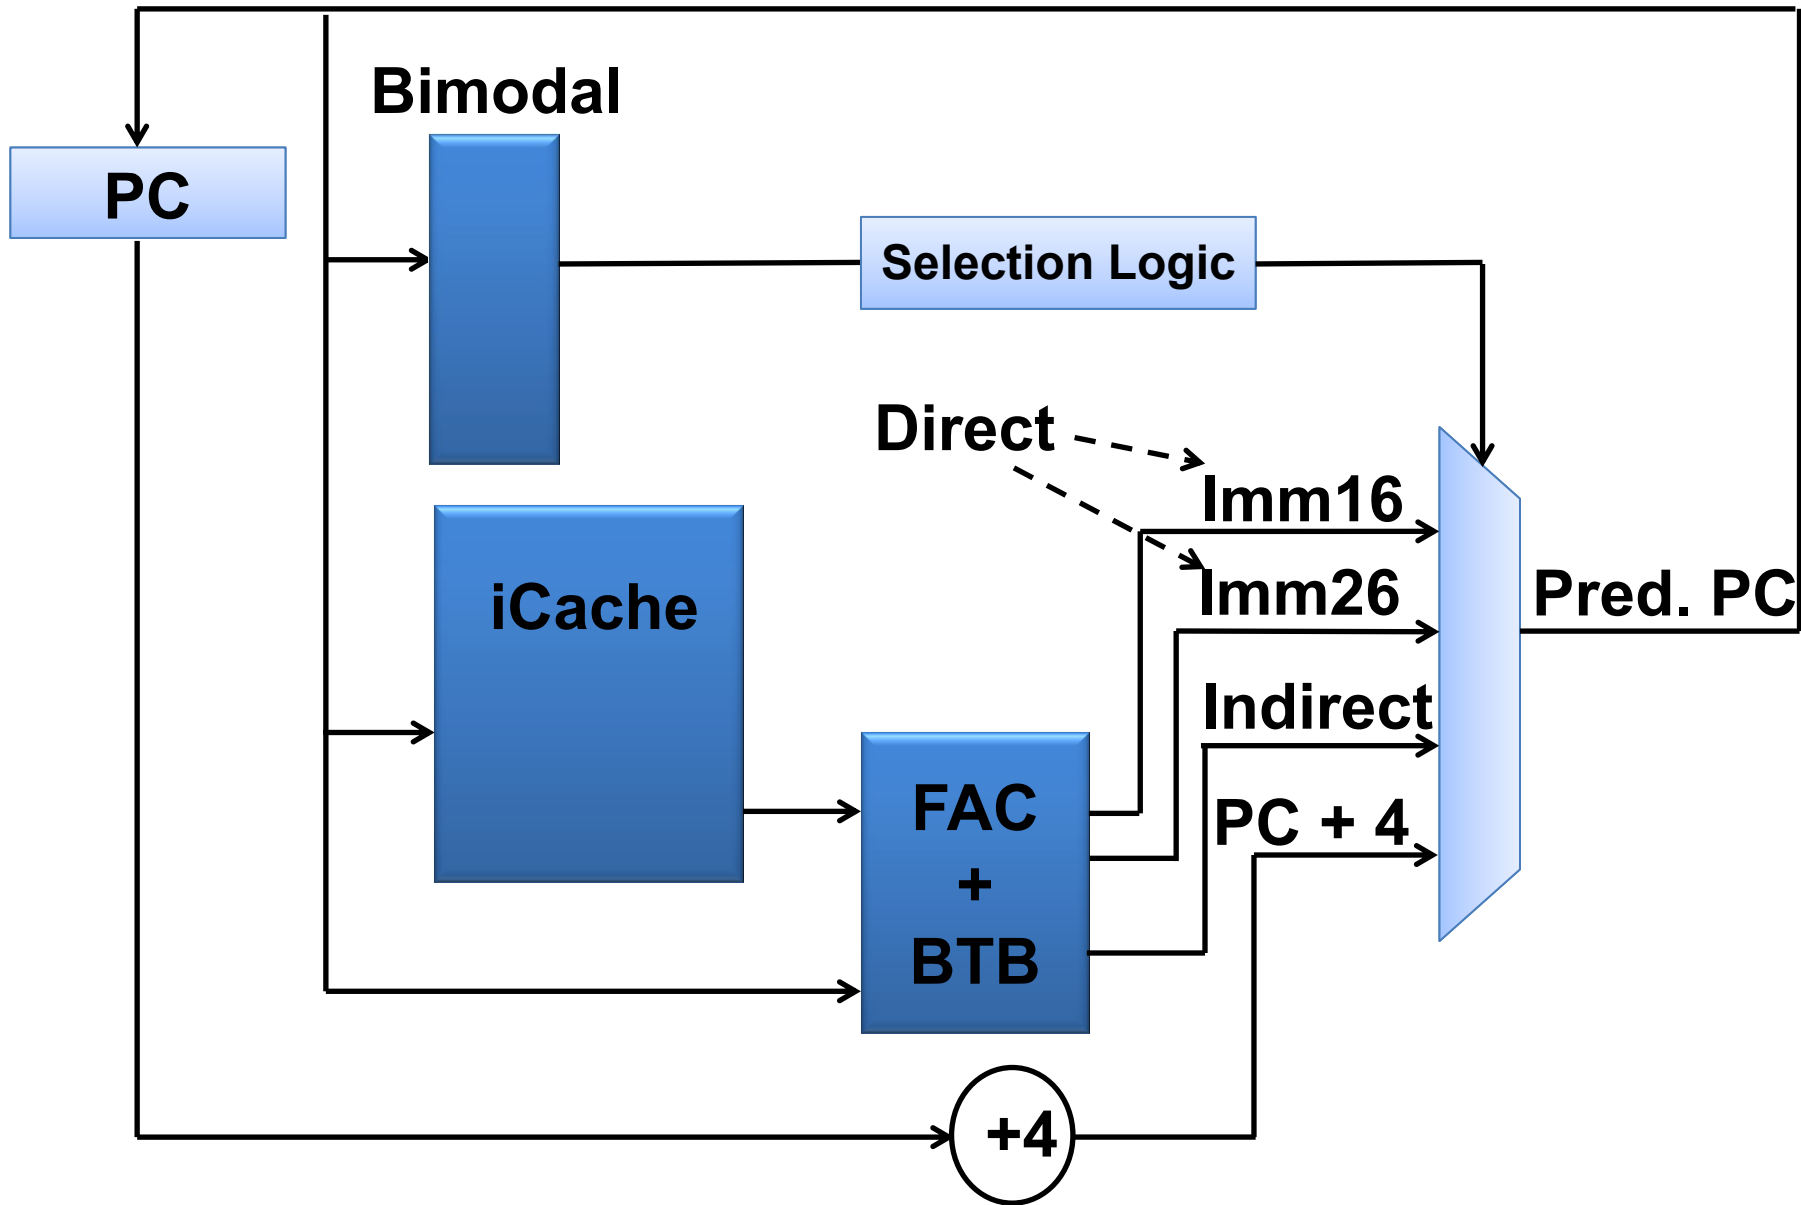 Bimodal
PC
Selection Logic
Direct
Imm16
iCache
Imm26
Pred. PC
Indirect
FAC
+
BTB
PC + 4
+4